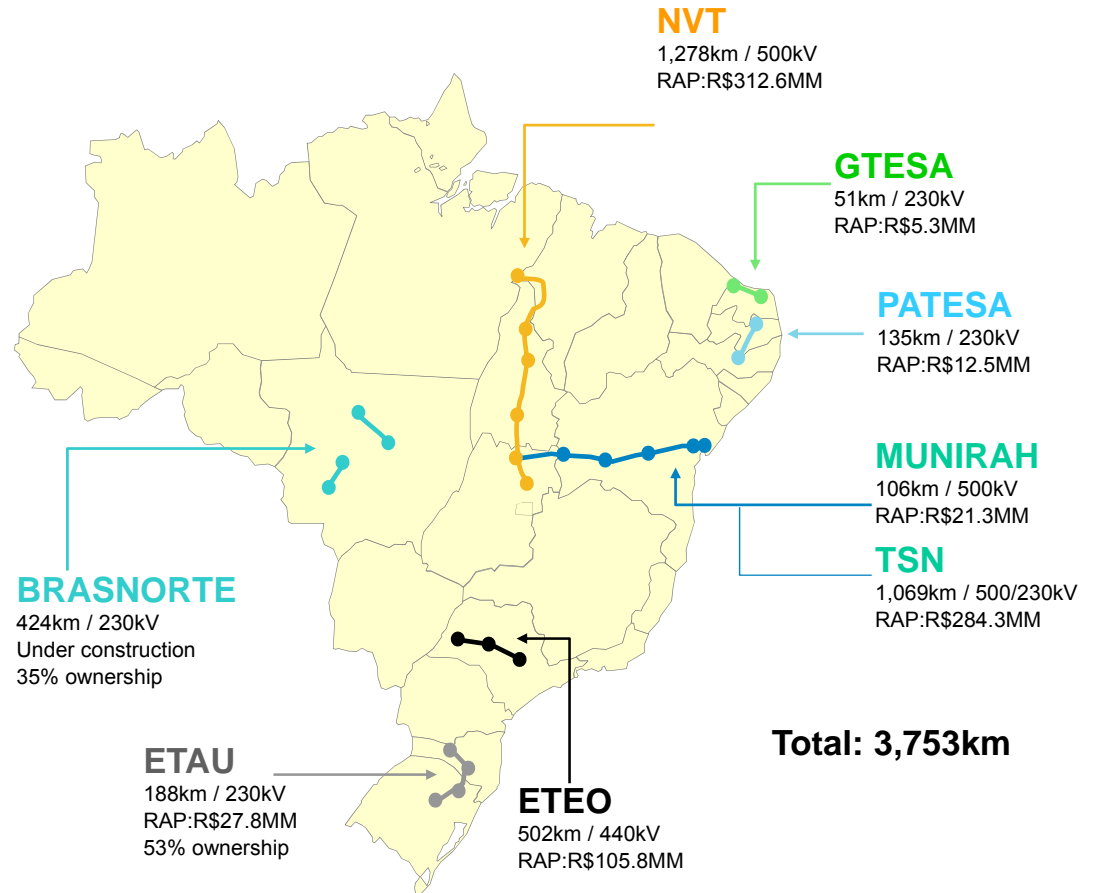 NVT
1,278km / 500kV
RAP:R$312.6MM
GTESA
51km / 230kV
RAP:R$5.3MM
PATESA
135km / 230kV
RAP:R$12.5MM
MUNIRAH
106km / 500kV
RAP:R$21.3MM
TSN
1,069km / 500/230kV
RAP:R$284.3MM
BRASNORTE
424km / 230kV
Under construction
35% ownership
Total: 3,753km
ETAU
188km / 230kV
RAP:R$27.8MM
53% ownership
ETEO
502km / 440kV
RAP:R$105.8MM